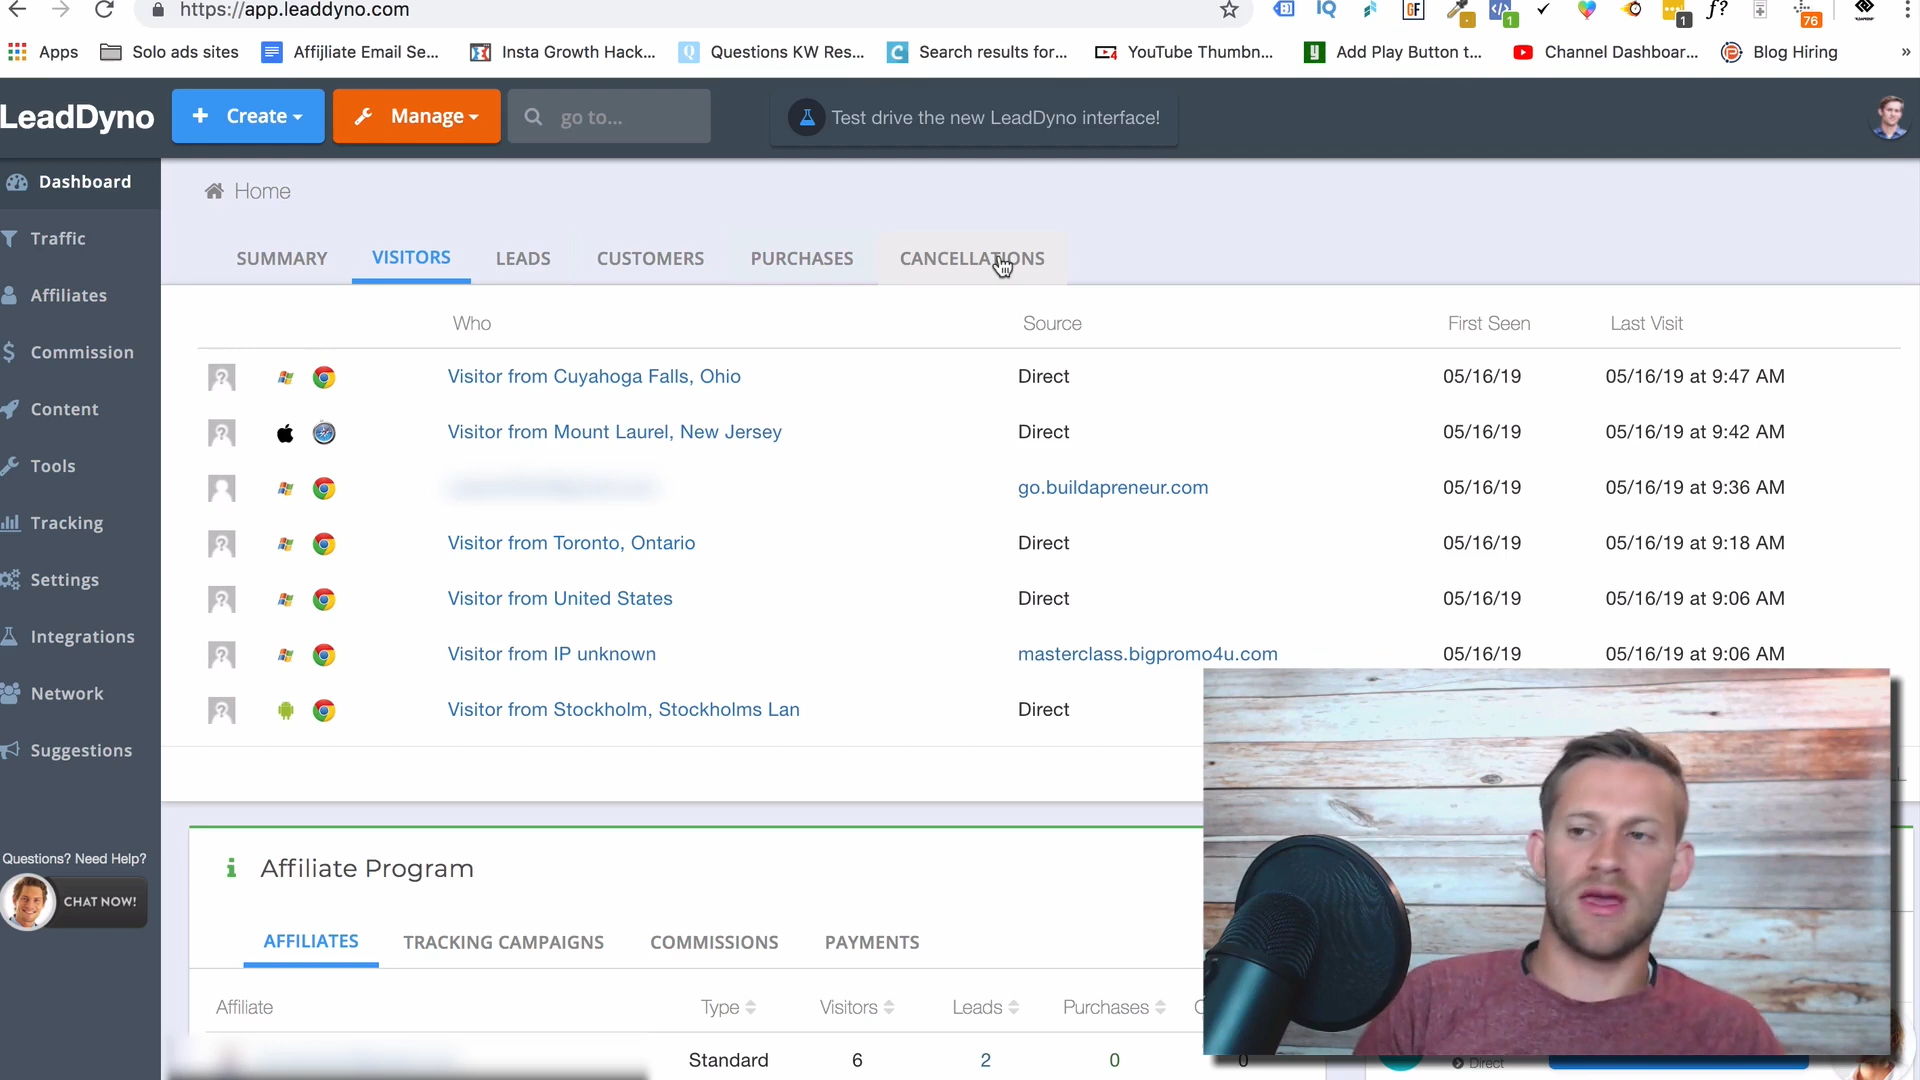 https://app.leaddyno.com
IQ
GF
1
1
f?
76
Apps
Solo ads sites
Affijliate Email Se...
Insta Growth Hack...
Questions KW Res...
Search results for...
YouTube Thumbn...
Add Play Button t...
Channel Dashboar...
Blog Hiring
»
LeadDyno
+ Create
Manage
go to...
Test drive the new LeadDyno interface!
Dashboard
Traffic
Affiliates
Commission
Content
Tools
Tracking
Settings
Integrations
Network
Suggestions
Questions? Need Help?
CHAT NOW!
Home
SUMMARY VISITORS LEADS CUSTOMERS PURCHASES CANCELLATIONS
Who Source First Seen Last Visit
Visitor from Cuyahoga Falls, Ohio Direct 05/16/19 05/16/19 at 9:47 AM
Visitor from Mount Laurel, New Jersey Direct 05/16/19 05/16/19 at 9:42 AM
go.buildapreneur.com 05/16/19 05/16/19 at 9:36 AM
Visitor from Toronto, Ontario Direct 05/16/19 05/16/19 at 9:18 AM
Visitor from United States Direct 05/16/19 05/16/19 at 9:06 AM
Visitor from IP unknown masterclass.bigpromo4u.com 05/16/19 05/16/19 at 9:06 AM
Visitor from Stockholm, Stockholms Lan Direct
Affiliate Program
AFFILIATES TRACKING CAMPAIGNS COMMISSIONS PAYMENTS
Affiliate Type Visitors Leads Purchases C
Standard 6 2 0 0
Direct